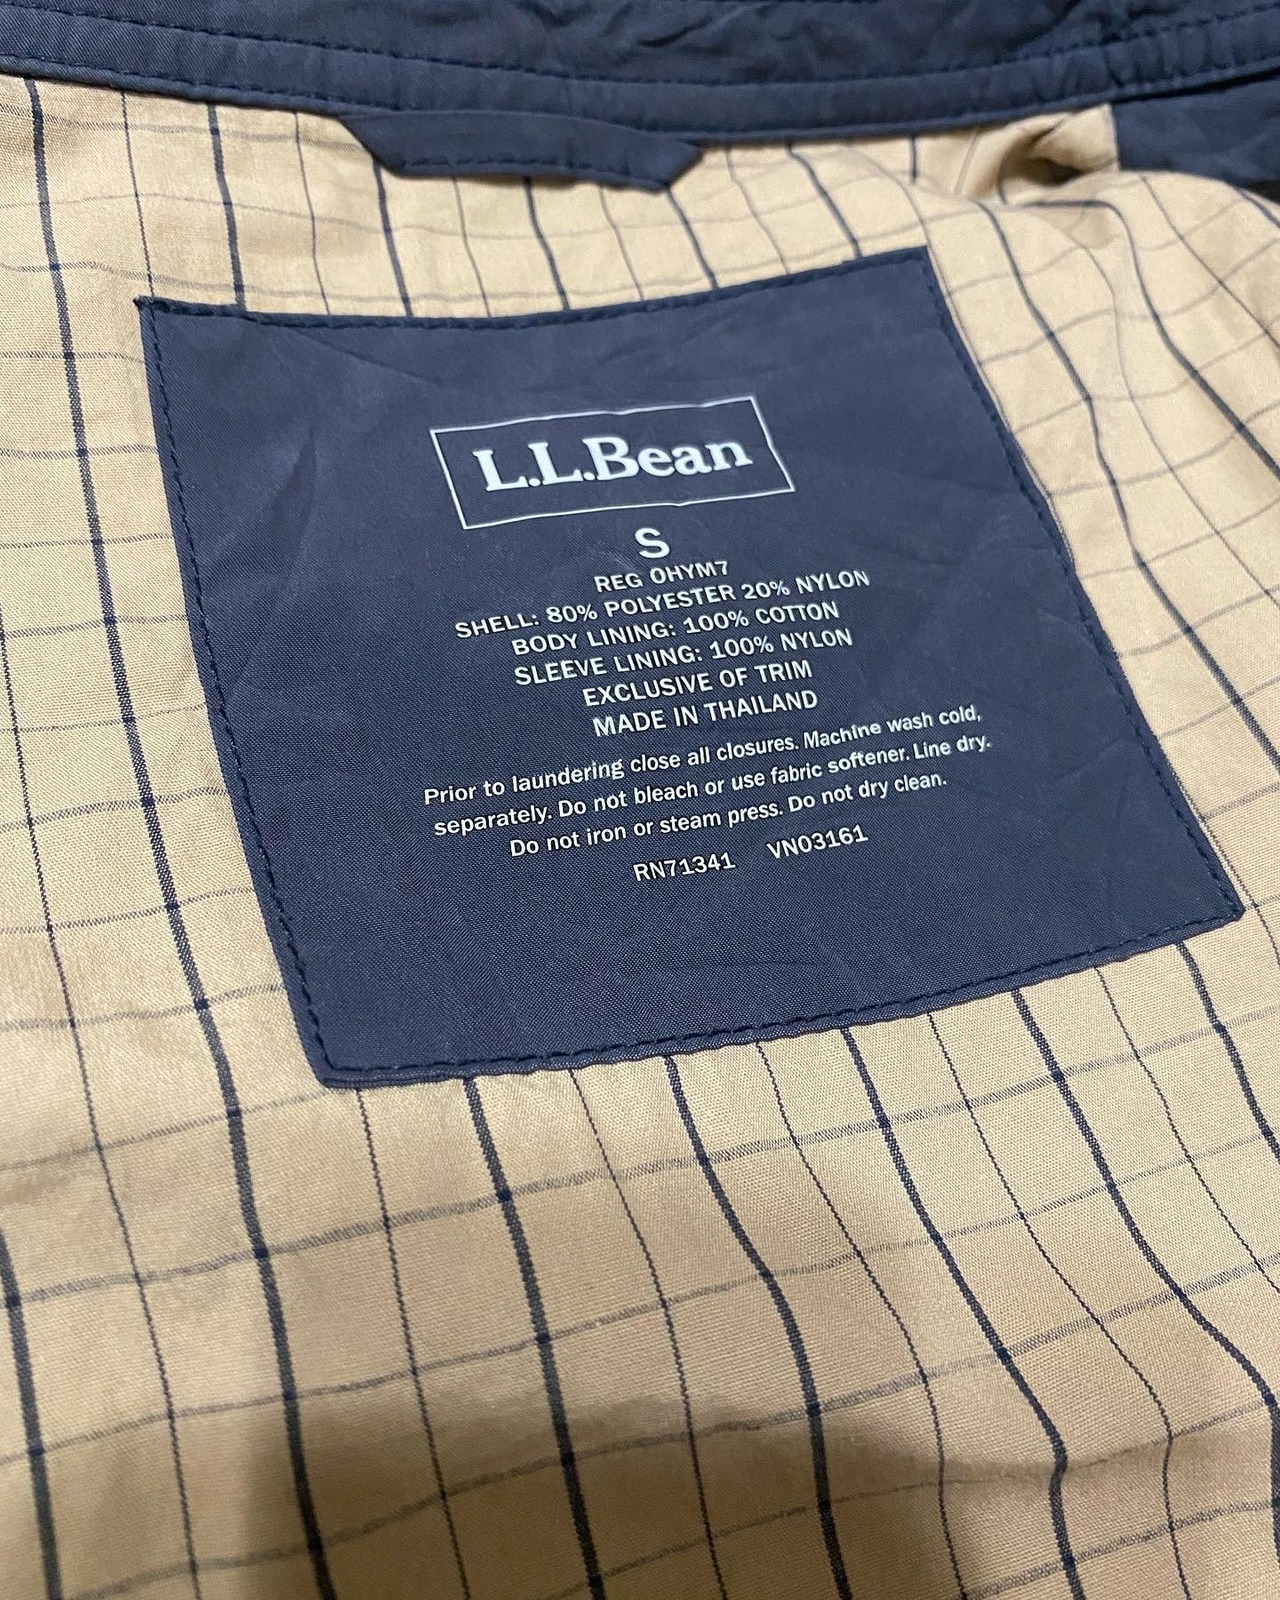 L.L.Bean
S
REG 0HYM7
SHELL: 80% POLYESTER 20% NYLON
BODY LINING: 100% COTTON
SLEEVE LINING: 100% NYLON
EXCLUSIVE OF TRIM
MADE IN THAILAND
Prior to laundering close all closures. Machine wash cold,
separately. Do not bleach or use fabric softener. Line dry.
Do not iron or steam press. Do not dry clean.
RN71341 VN03161